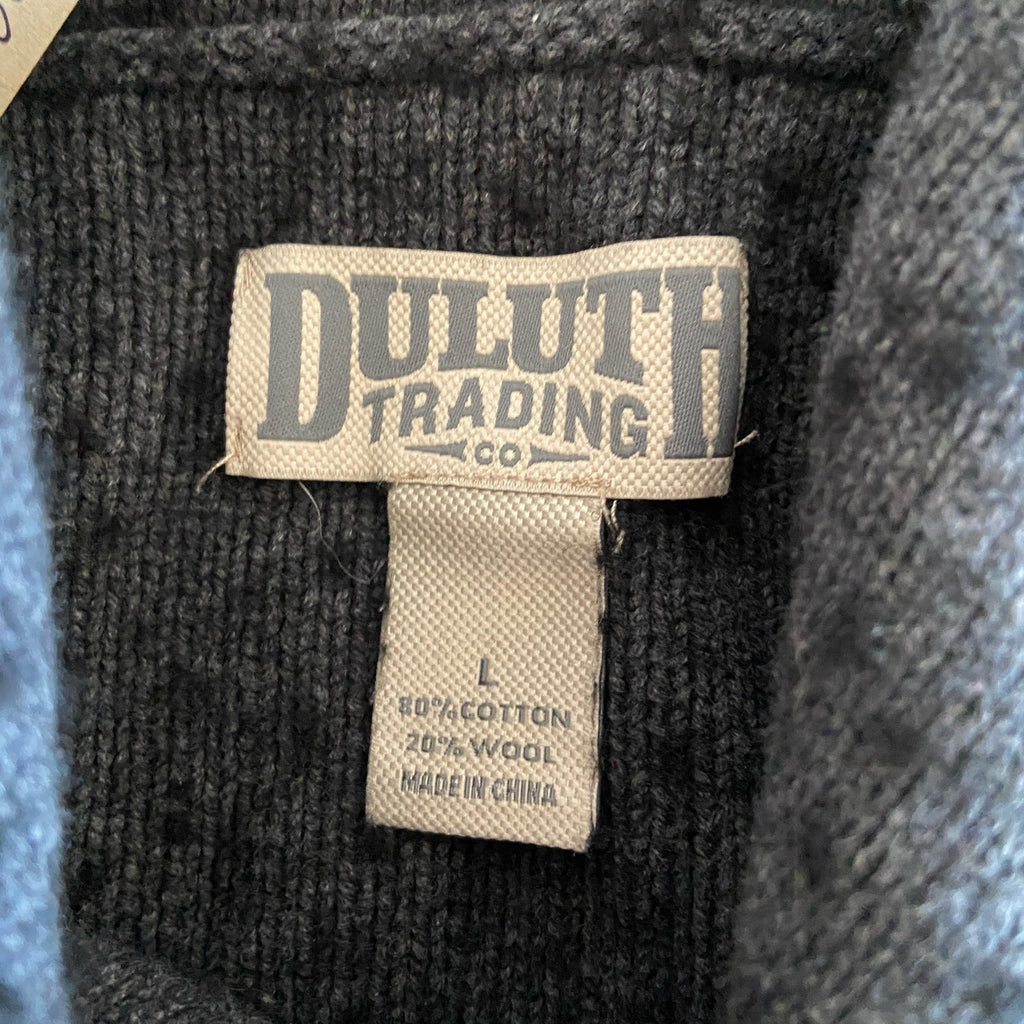 DULUTH
TRADING
CO
L
80% COTTON
20% WOOL
MADE IN CHINA